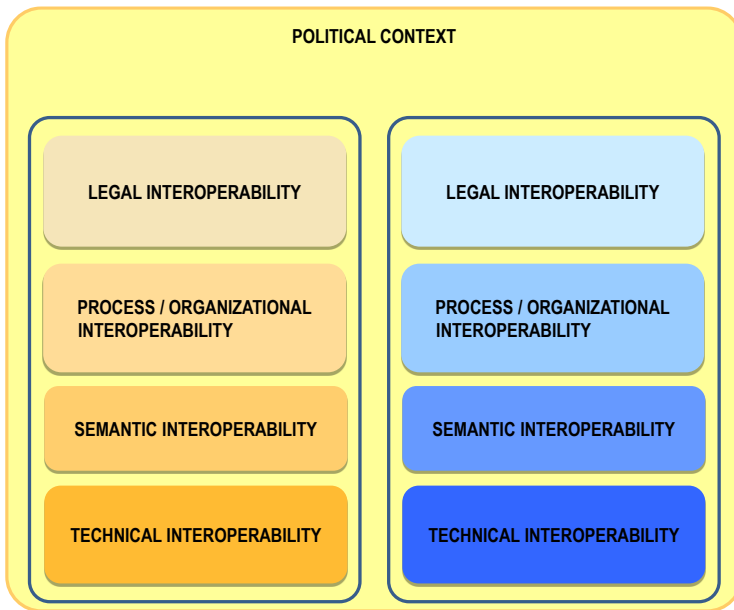 POLITICAL CONTEXT
LEGAL INTEROPERABILITY
PROCESS / ORGANIZATIONAL
INTEROPERABILITY
SEMANTIC INTEROPERABILITY
TECHNICAL INTEROPERABILITY
LEGAL INTEROPERABILITY
PROCESS / ORGANIZATIONAL
INTEROPERABILITY
SEMANTIC INTEROPERABILITY
TECHNICAL INTEROPERABILITY